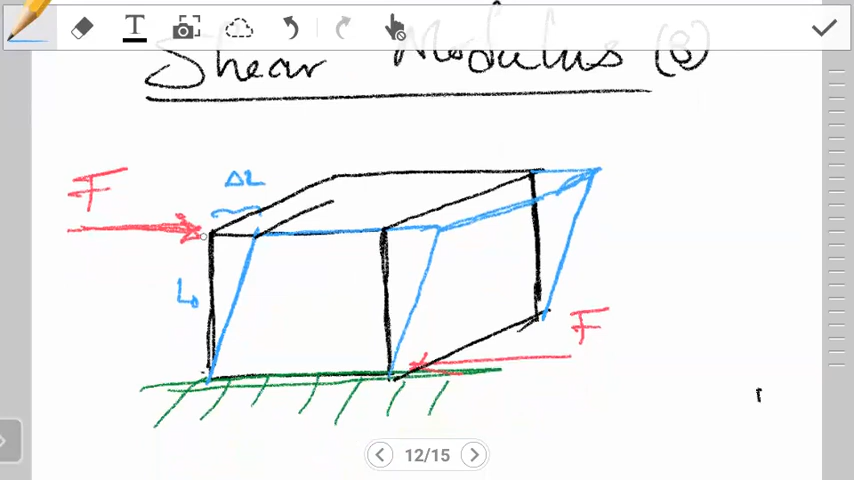 T
Shear Modulus (B)
F
ΔL
L₀
F
12/15